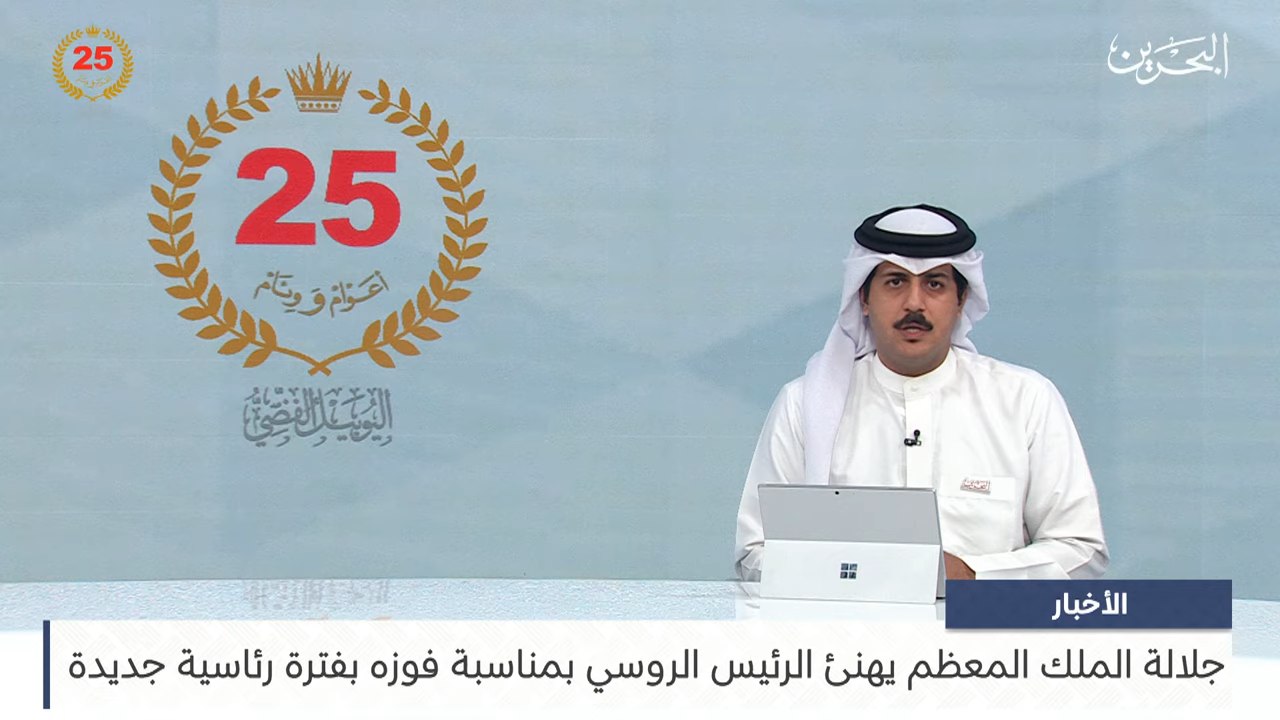 25
البحرين
25
أعوام و وئام
اليوبيل الفضي
الأخبار
جلالة الملك المعظم يهنئ الرئيس الروسي بمناسبة فوزه بفترة رئاسية جديدة